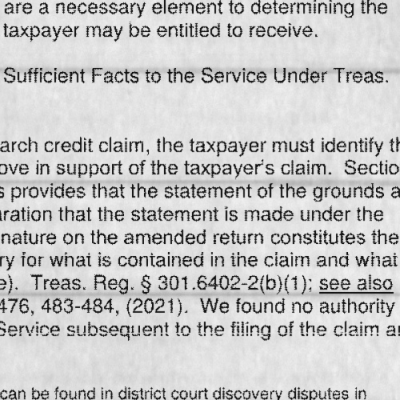 are a necessary element to determining the
taxpayer may be entitled to receive.
Sufficient Facts to the Service Under Treas.
arch credit claim, the taxpayer must identify th
ove in support of the taxpayer's claim. Sectio
s provides that the statement of the grounds a
aration that the statement is made under the
nature on the amended return constitutes the
ry for what is contained in the claim and what
e). Treas. Reg. § 301.6402-2(b)(1); see also
476, 483-484, (2021). We found no authority
Service subsequent to the filing of the claim a
can be found in district court discovery disputes in